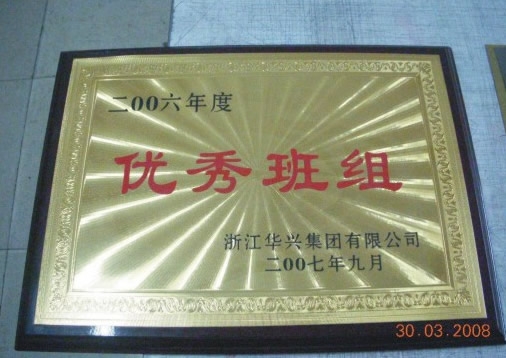 二00六年度
优秀班组
浙江华兴集团有限公司
二00七年九月
30.03.2008